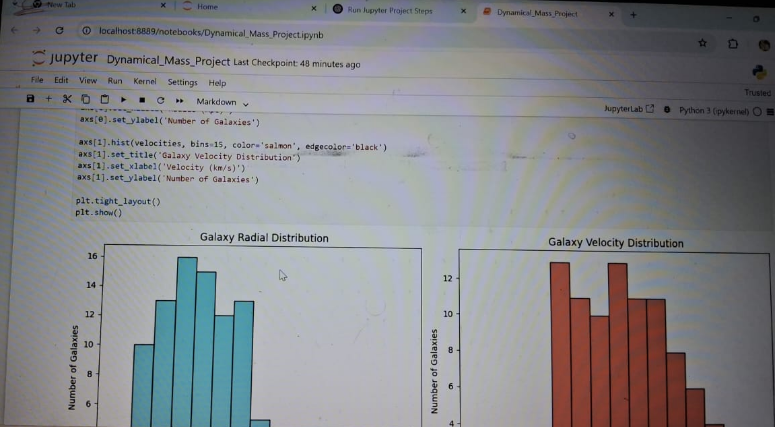 New Tab
Home
Run Jupyter Project Steps
Dynamical_Mass_Project
localhost:8889/notebooks/Dynamical_Mass_Project.ipynb
jupyter Dynamical_Mass_Project Last Checkpoint: 48 minutes ago
File Edit View Run Kernel Settings Help
Trusted
Markdown
JupyterLab
Python 3 (ipykernel)
axs[0].set_ylabel('Number of Galaxies')
axs[1].hist(velocities, bins=15, color='salmon', edgecolor='black')
axs[1].set_title('Galaxy Velocity Distribution')
axs[1].set_xlabel('Velocity (km/s)')
axs[1].set_ylabel('Number of Galaxies')
plt.tight_layout()
plt.show()
Galaxy Radial Distribution
16
14
12
10
8
6
Number of Galaxies
Galaxy Velocity Distribution
12
10
8
6
4
Number of Galaxies